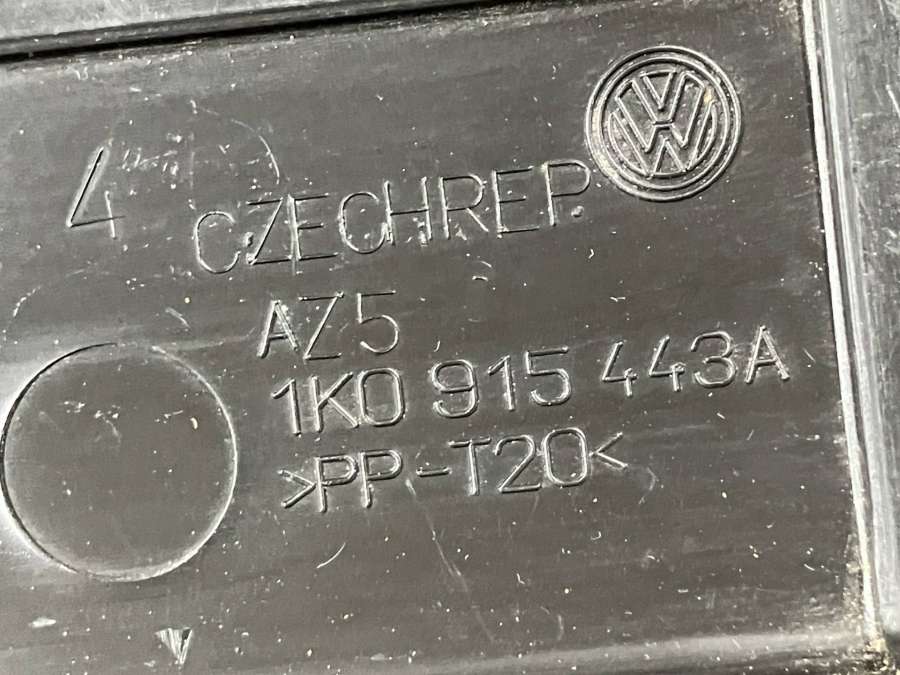 4
CZECHREP.
AZ5
1K0 915 443A
>PP-T20<